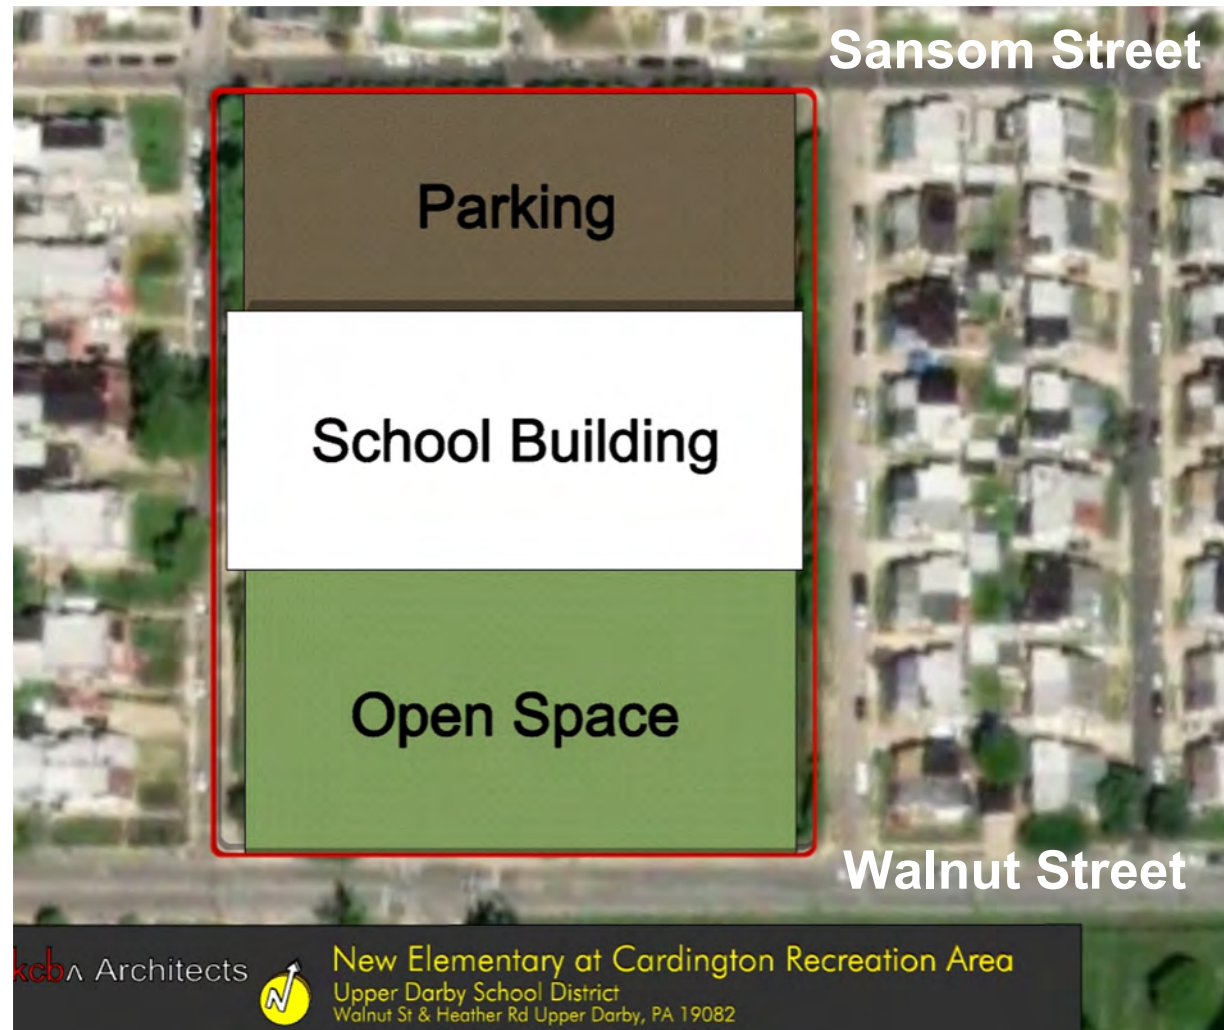 Sansom Street
Parking
School Building
Open Space
Walnut Street
kcbʌ Architects
N
New Elementary at Cardington Recreation Area
Upper Darby School District
Walnut St & Heather Rd Upper Darby, PA 19082